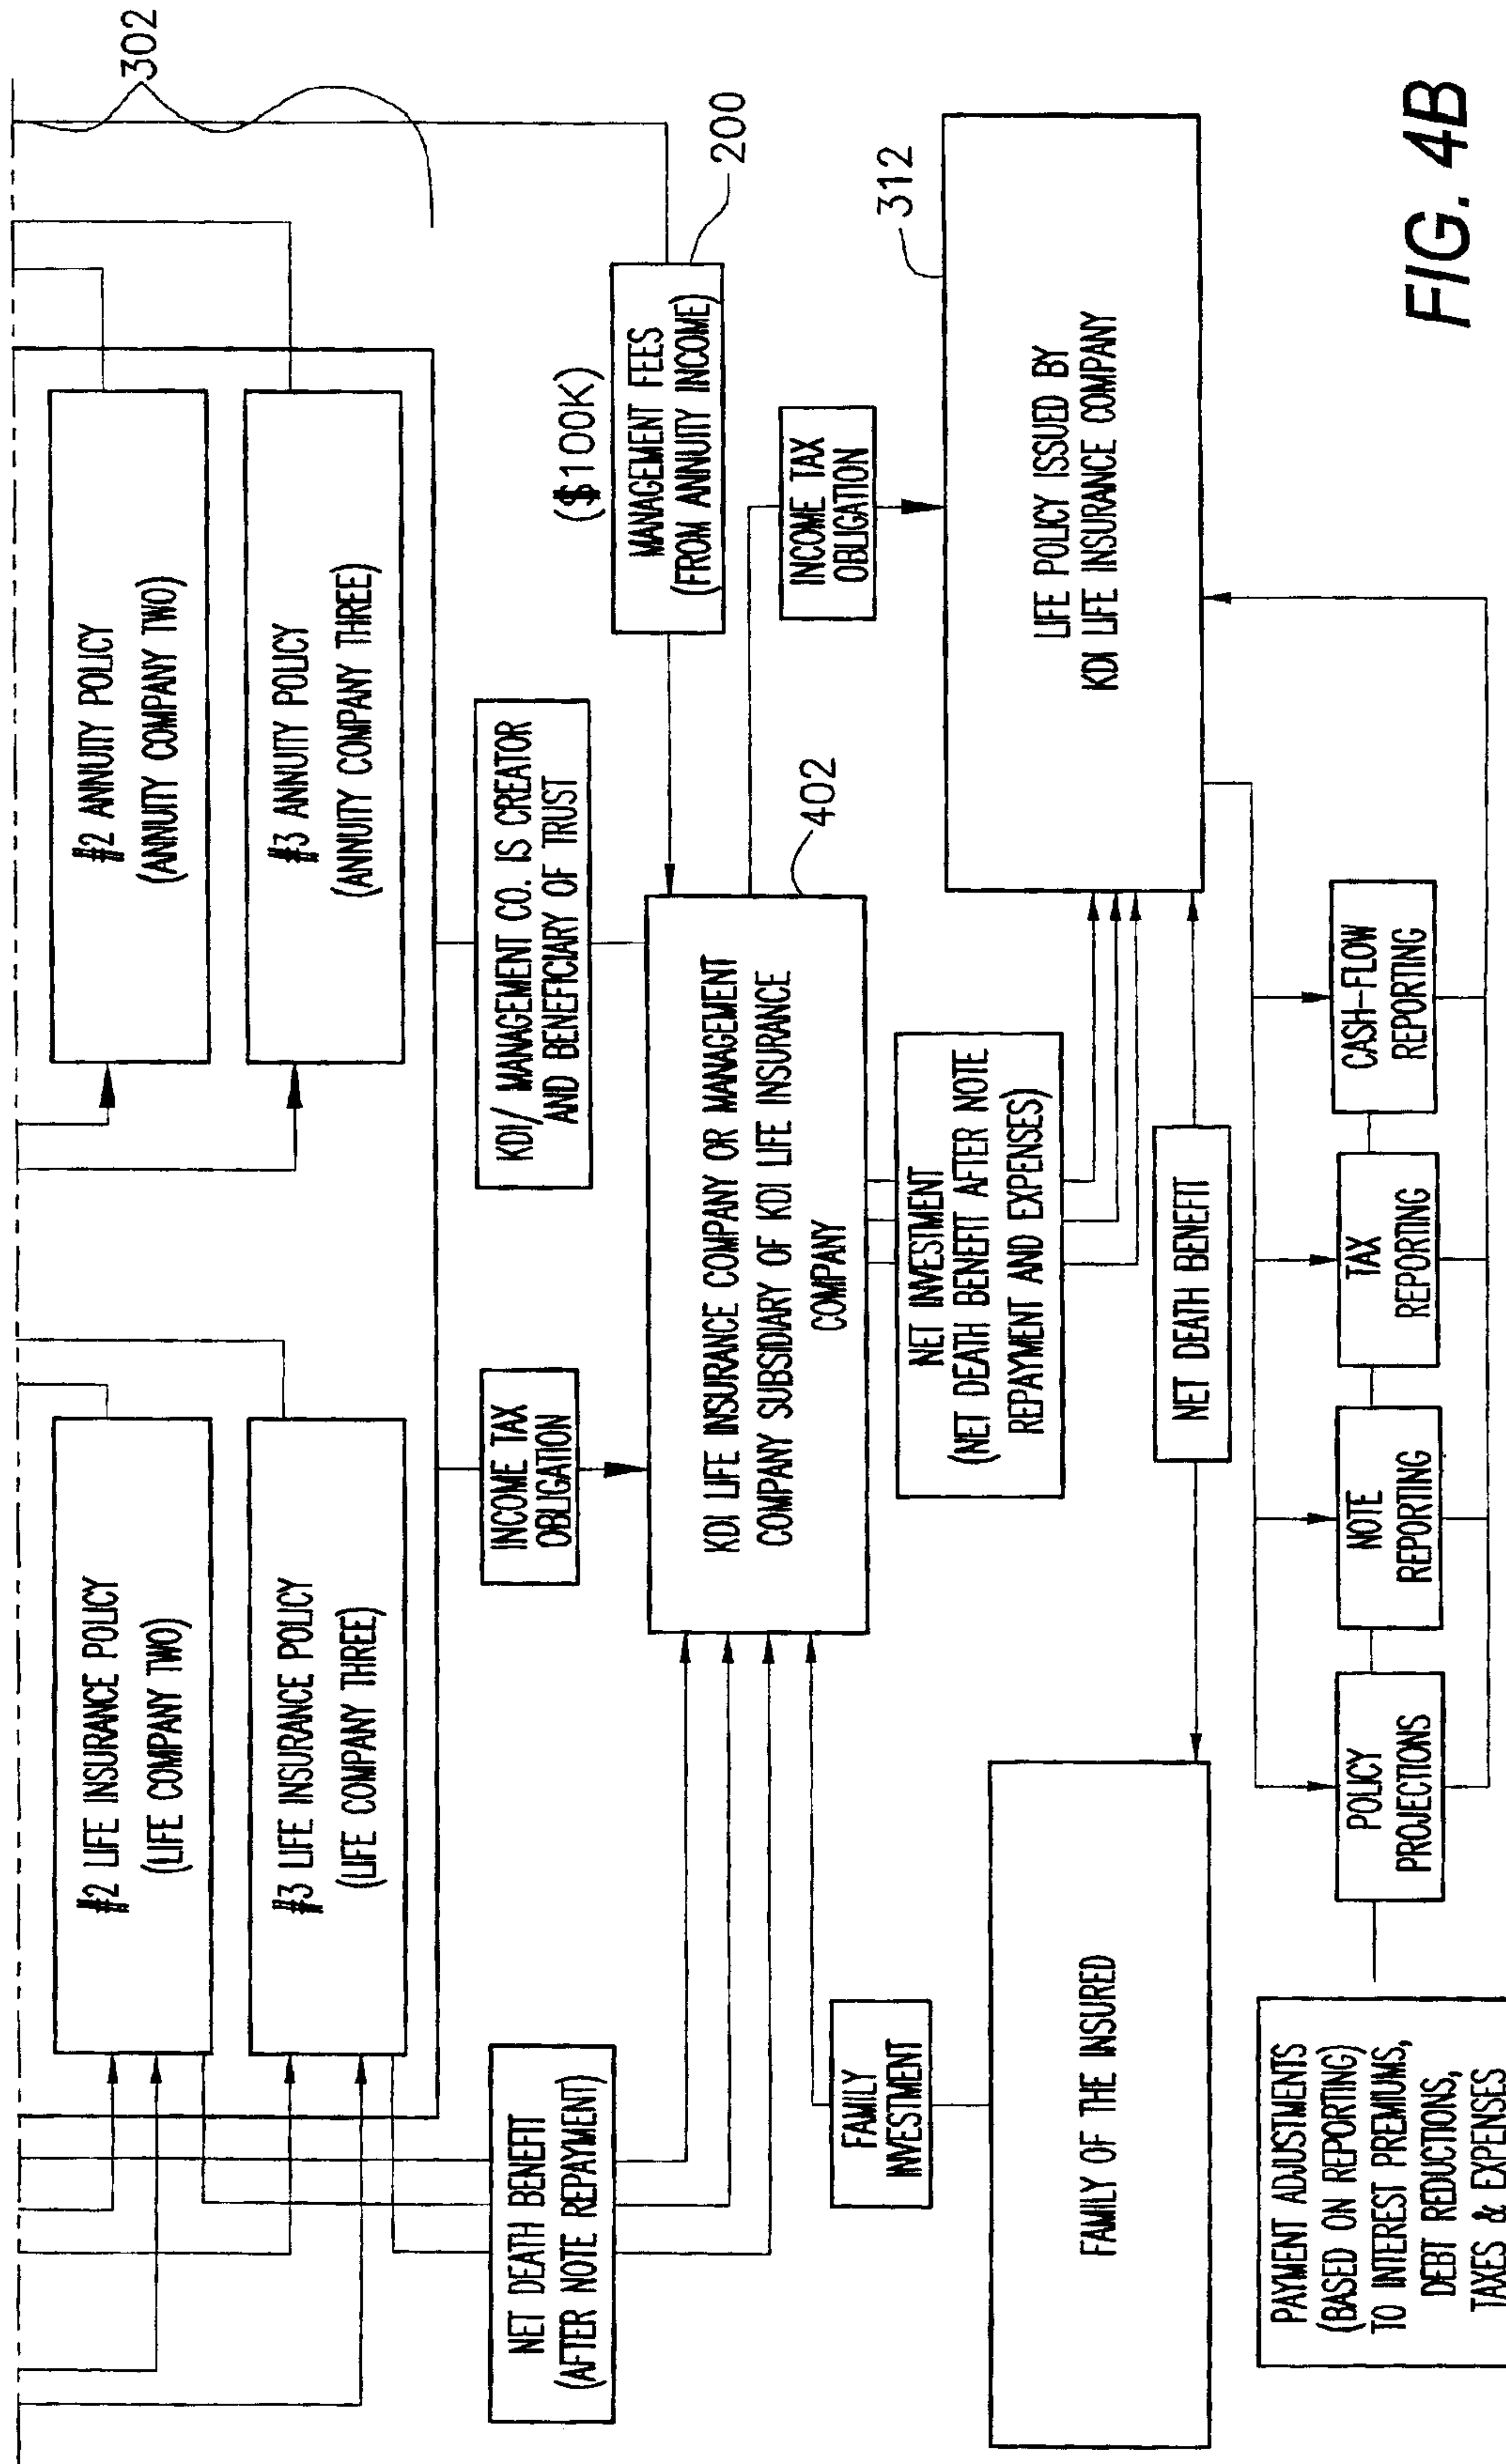 302
#2 LIFE INSURANCE POLICY
(LIFE COMPANY TWO)
#2 ANNUITY POLICY
(ANNUITY COMPANY TWO)
#3 LIFE INSURANCE POLICY
(LIFE COMPANY THREE)
#3 ANNUITY POLICY
(ANNUITY COMPANY THREE)
NET DEATH BENEFIT
(AFTER NOTE REPAYMENT)
INCOME TAX
OBLIGATION
KDI/ MANAGEMENT CO. IS CREATOR
AND BENEFICIARY OF TRUST
($100K)
MANAGEMENT FEES
(FROM ANNUITY INCOME)
200
KDI LIFE INSURANCE COMPANY OR MANAGEMENT
COMPANY SUBSIDIARY OF KDI LIFE INSURANCE
COMPANY
402
INCOME TAX
OBLIGATION
FAMILY
INVESTMENT
NET INVESTMENT
(NET DEATH BENEFIT AFTER NOTE
REPAYMENT AND EXPENSES)
312
FAMILY OF THE INSURED
LIFE POLICY ISSUED BY
KDI LIFE INSURANCE COMPANY
NET DEATH BENEFIT
PAYMENT ADJUSTMENTS
(BASED ON REPORTING)
TO INTEREST PREMIUMS,
DEBT REDUCTIONS,
TAXES & EXPENSES
POLICY
PROJECTIONS
NOTE
REPORTING
TAX
REPORTING
CASH-FLOW
REPORTING
FIG. 4B